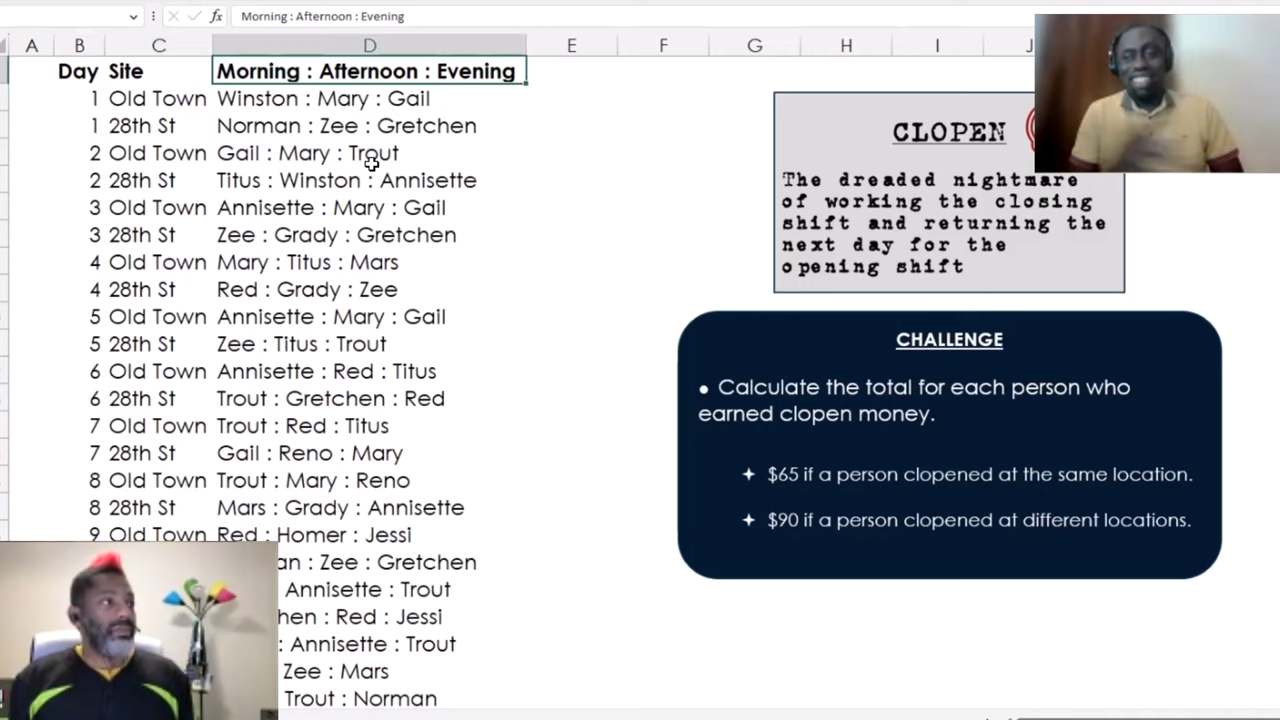 fx Morning : Afternoon : Evening
A B C D E F G H I J
Day Site Morning : Afternoon : Evening
1 Old Town Winston : Mary : Gail
1 28th St Norman : Zee : Gretchen
2 Old Town Gail : Mary : Trout
2 28th St Titus : Winston : Annisette
3 Old Town Annisette : Mary : Gail
3 28th St Zee : Grady : Gretchen
4 Old Town Mary : Titus : Mars
4 28th St Red : Grady : Zee
5 Old Town Annisette : Mary : Gail
5 28th St Zee : Titus : Trout
6 Old Town Annisette : Red : Titus
6 28th St Trout : Gretchen : Red
7 Old Town Trout : Red : Titus
7 28th St Gail : Reno : Mary
8 Old Town Trout : Mary : Reno
8 28th St Mars : Grady : Annisette
9 Old Town Red : Homer : Jessi
: Zee : Gretchen
Annisette : Trout
: Red : Jessi
: Annisette : Trout
Zee : Mars
Trout : Norman
CLOPEN
The dreaded nightmare
of working the closing
shift and returning the
next day for the
opening shift
CHALLENGE
• Calculate the total for each person who
earned clopen money.
$65 if a person clopened at the same location.
$90 if a person clopened at different locations.